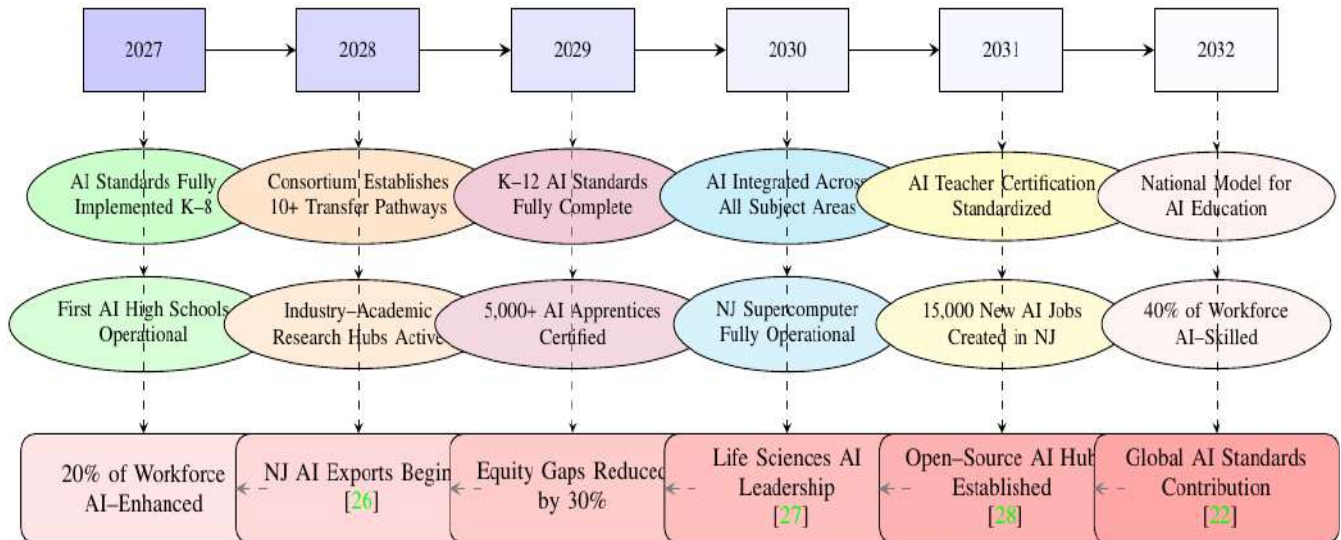 2027
2028
2029
2030
2031
2032
AI Standards Fully
Implemented K–8
Consortium Establishes
10+ Transfer Pathways
K–12 AI Standards
Fully Complete
AI Integrated Across
All Subject Areas
AI Teacher Certification
Standardized
National Model for
AI Education
First AI High Schools
Operational
Industry–Academic
Research Hubs Active
5,000+ AI Apprentices
Certified
NJ Supercomputer
Fully Operational
15,000 New AI Jobs
Created in NJ
40% of Workforce
AI–Skilled
20% of Workforce
AI–Enhanced
NJ AI Exports Begin
[26]
Equity Gaps Reduced
by 30%
Life Sciences AI
Leadership
[27]
Open–Source AI Hub
Established
[28]
Global AI Standards
Contribution
[22]